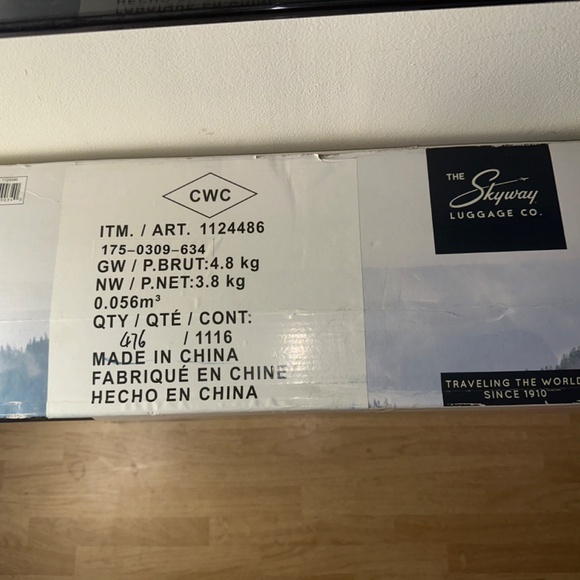 CWC
ITM. / ART. 1124486
175-0309-634
GW / P.BRUT:4.8 kg
NW / P.NET:3.8 kg
0.056m³
QTY / QTÉ / CONT:
476 / 1116
MADE IN CHINA
FABRIQUÉ EN CHINE
HECHO EN CHINA
THE
Skyway
LUGGAGE CO.
TRAVELING THE WORLD
SINCE 1910